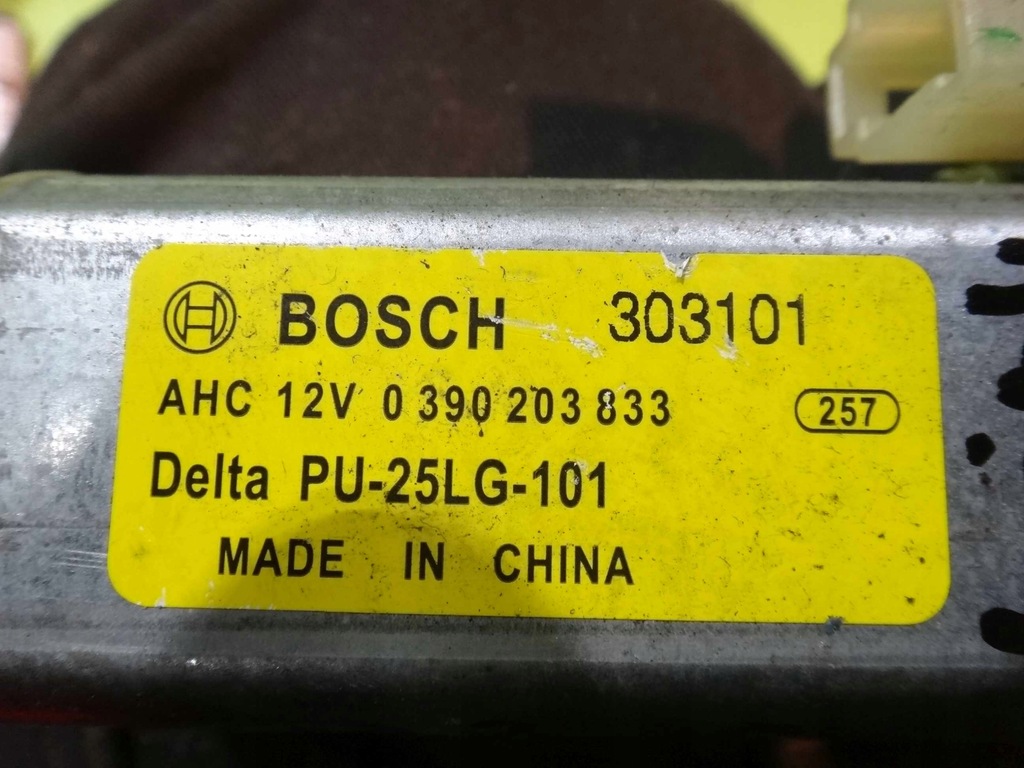 BOSCH 303101
AHC 12V 0 390 203 833 257
Delta PU-25LG-101
MADE IN CHINA